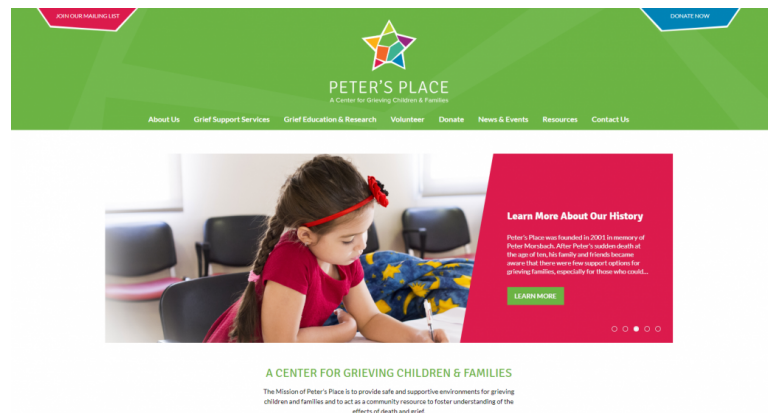 JOIN OUR MAILING LIST
DONATE NOW
PETER'S PLACE
A Center for Grieving Children & Families
About Us Grief Support Services Grief Education & Research Volunteer Donate News & Events Resources Contact Us
Learn More About Our History
Peter's Place was founded in 2001 in memory of
Peter Morsbach. After Peter's sudden death at
the age of ten, his family and friends became
aware that there were few support options for
grieving families, especially for those who could...
LEARN MORE
A CENTER FOR GRIEVING CHILDREN & FAMILIES
The Mission of Peter's Place is to provide safe and supportive environments for grieving
children and families and to act as a community resource to foster understanding of the
effects of death and grief.